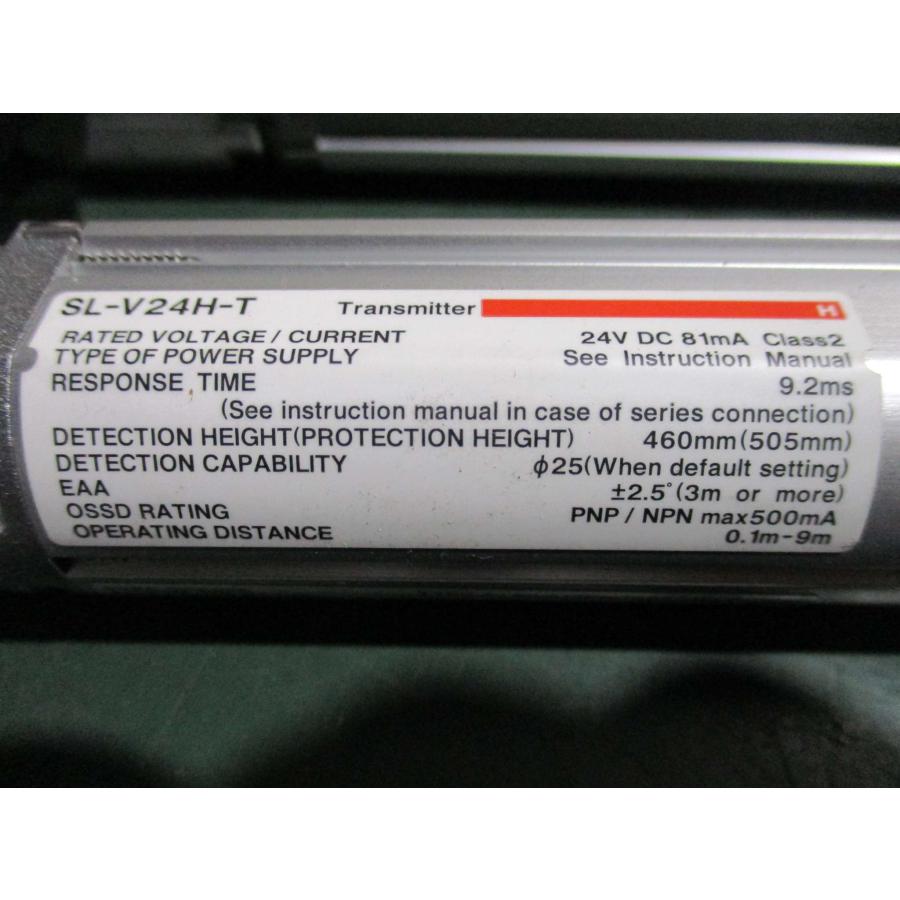 SL-V24H-T Transmitter H
RATED VOLTAGE / CURRENT 24V DC 81mA Class2
TYPE OF POWER SUPPLY See Instruction Manual
RESPONSE TIME 9.2ms
(See instruction manual in case of series connection)
DETECTION HEIGHT(PROTECTION HEIGHT) 460mm(505mm)
DETECTION CAPABILITY ϕ25(When default setting)
EAA ±2.5°(3m or more)
OSSD RATING PNP / NPN max500mA
OPERATING DISTANCE 0.1m-9m